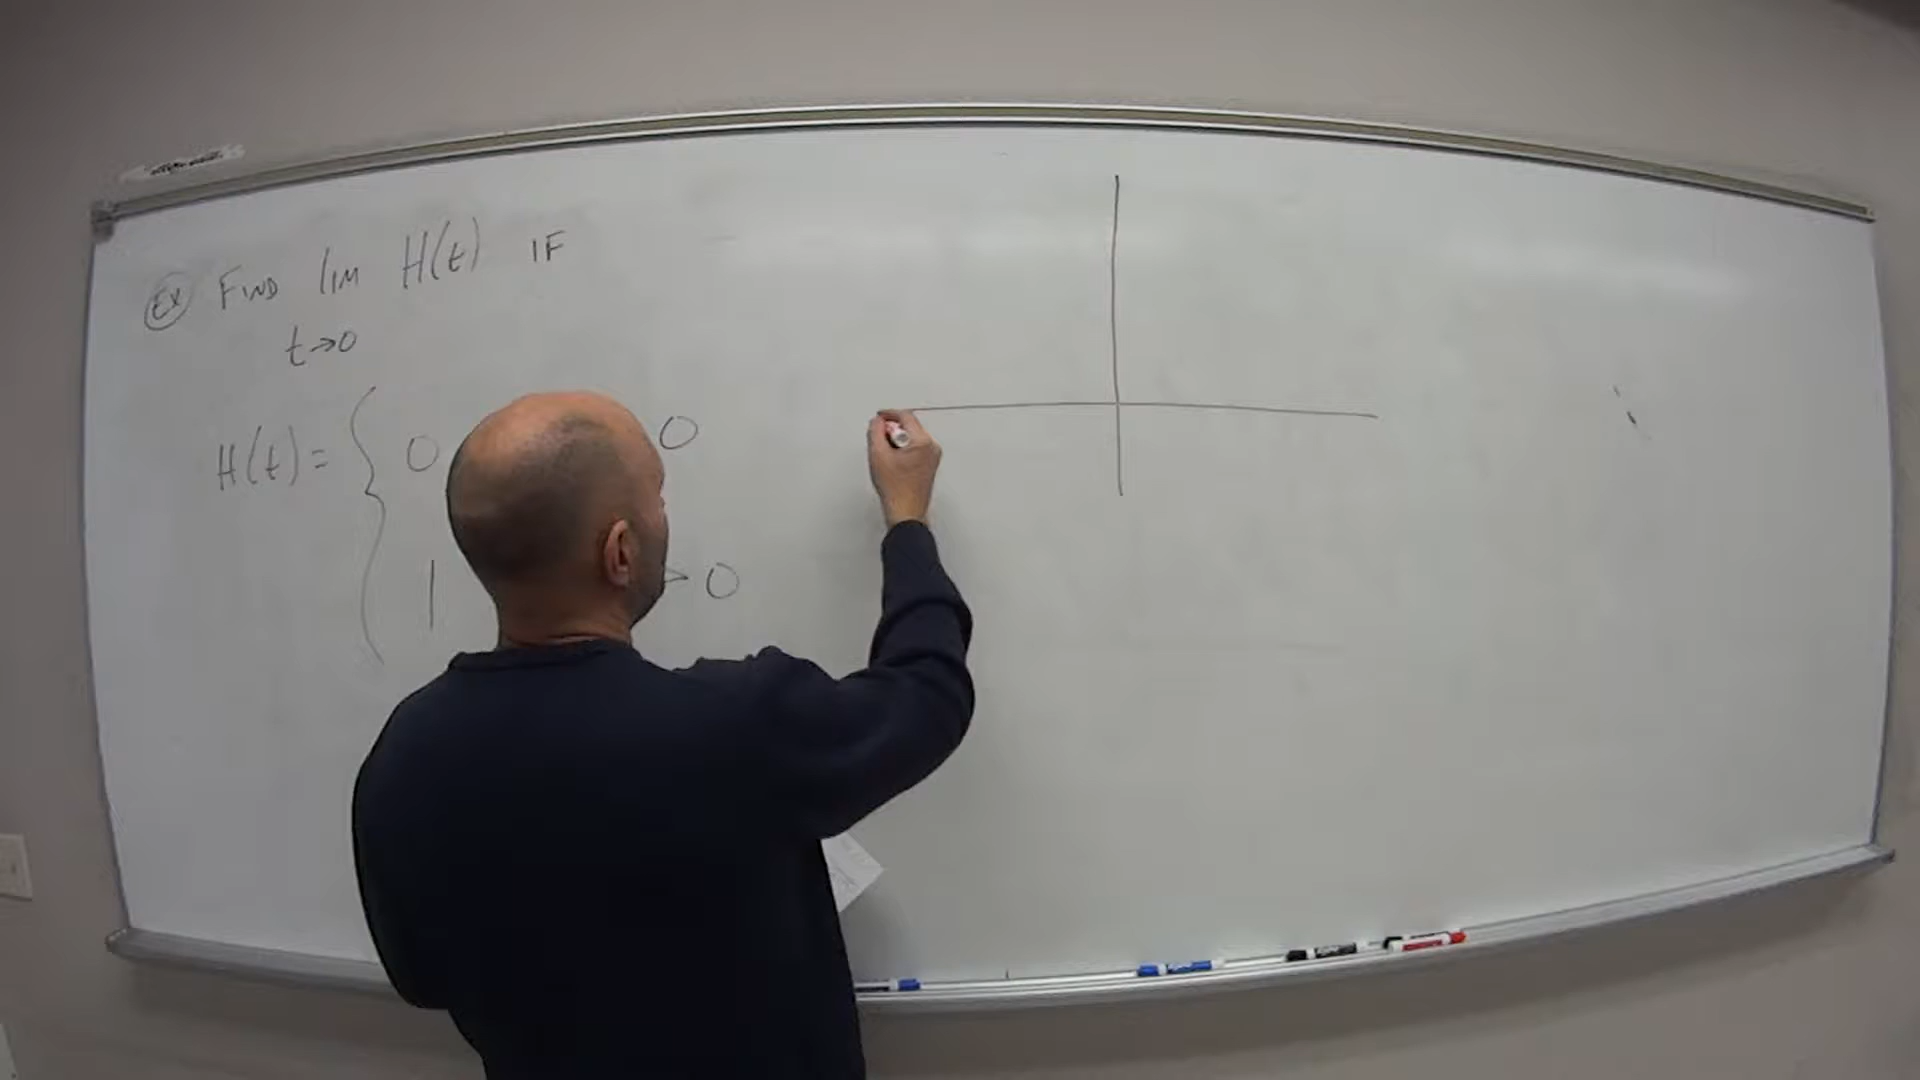 Ex FIND lim H(t) IF
t→0
H(t) = { 0 0
1 > 0